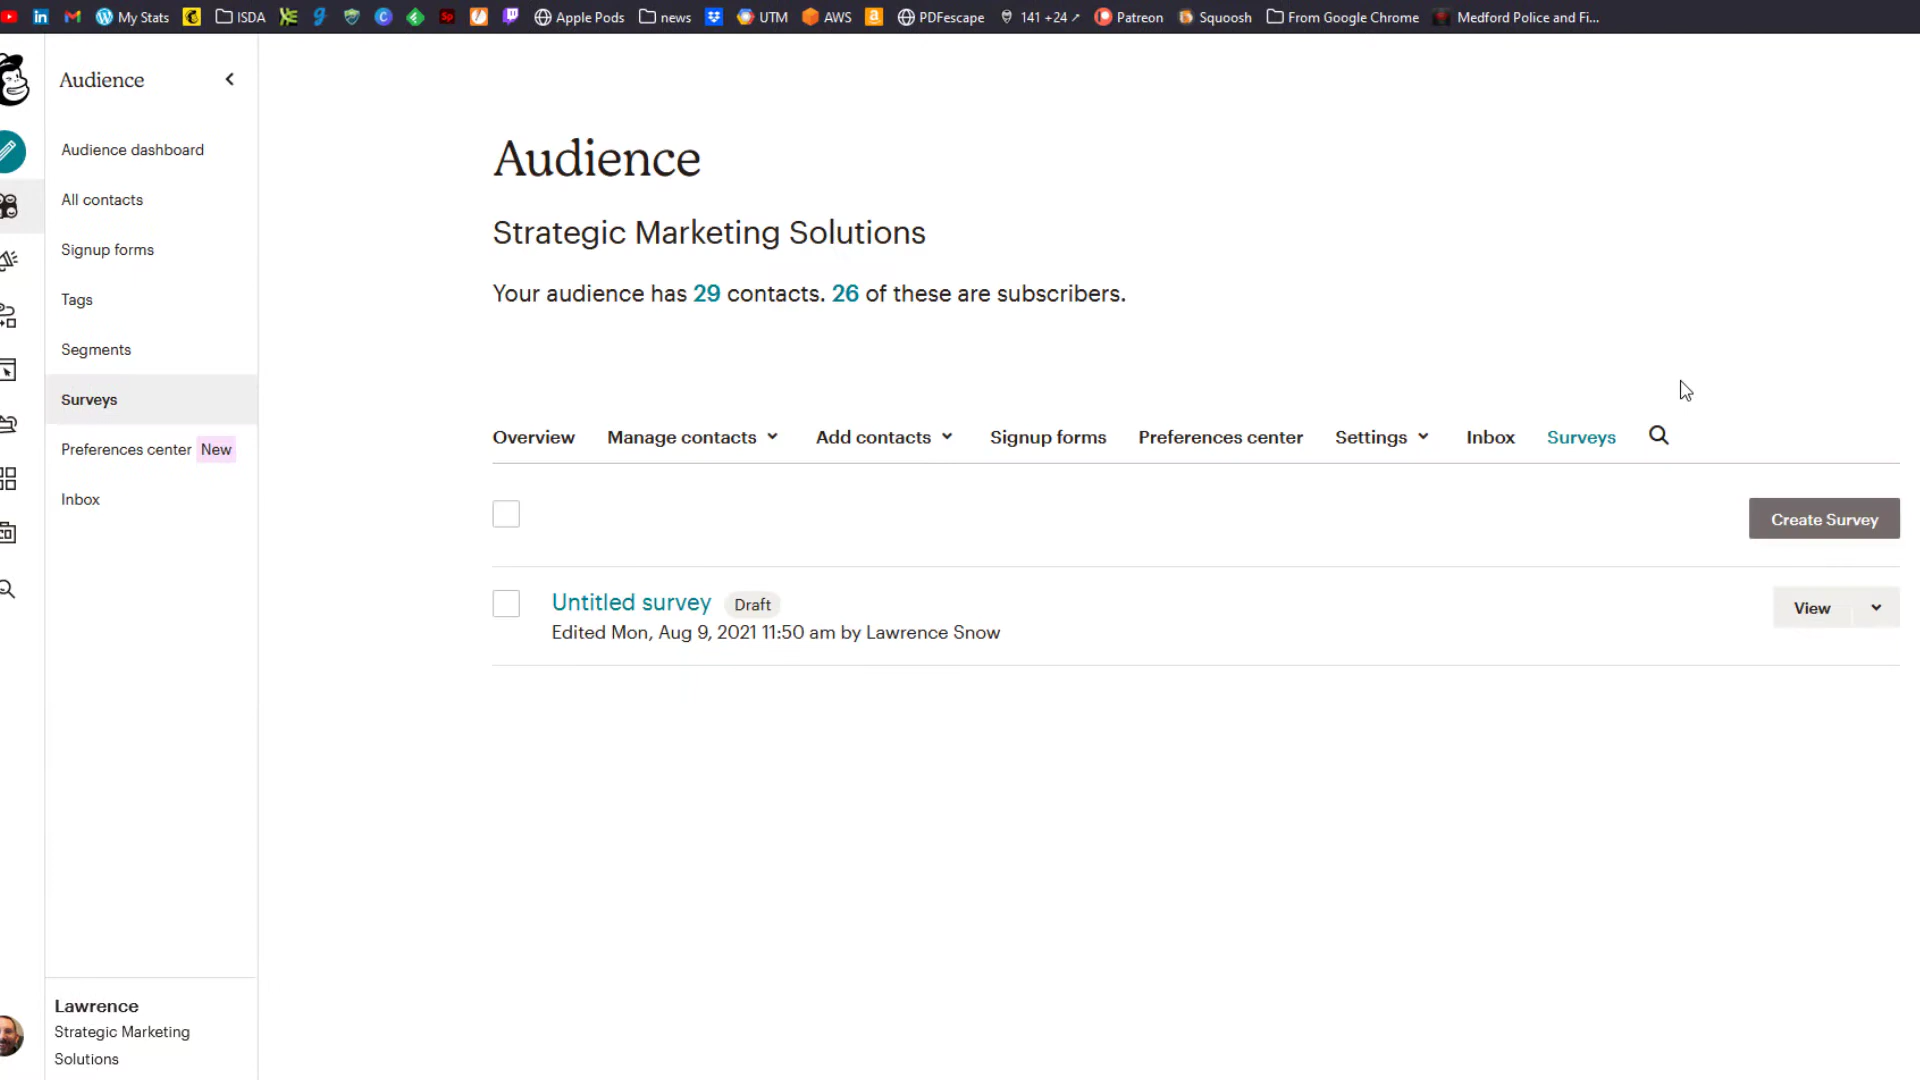 My Stats ISDA Apple Pods news UTM AWS PDFescape 141 +24 Patreon Squoosh From Google Chrome Medford Police and Fi...
Audience
Audience dashboard
All contacts
Signup forms
Tags
Segments
Surveys
Preferences center New
Inbox
Lawrence
Strategic Marketing
Solutions
Audience
Strategic Marketing Solutions
Your audience has 29 contacts. 26 of these are subscribers.
Overview Manage contacts Add contacts Signup forms Preferences center Settings Inbox Surveys
Create Survey
Untitled survey Draft
Edited Mon, Aug 9, 2021 11:50 am by Lawrence Snow
View